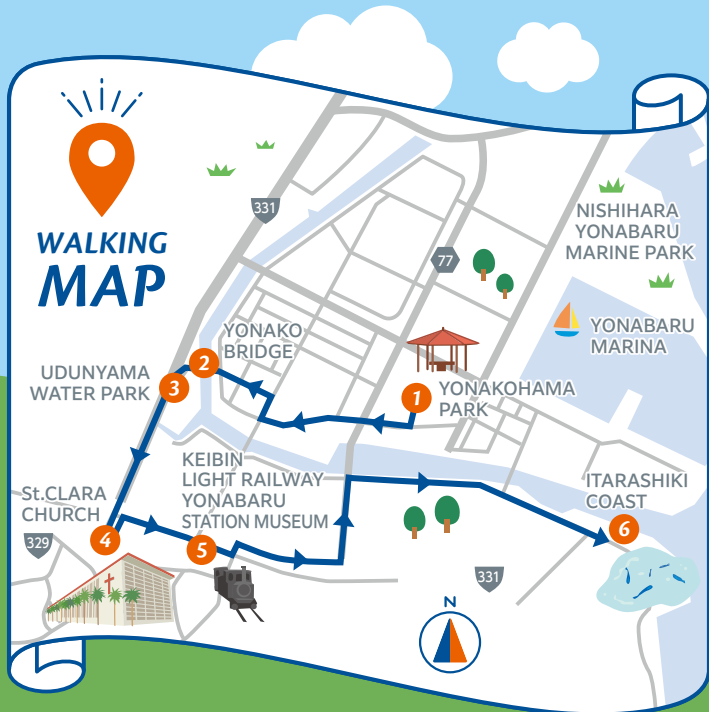 WALKING
MAP
331
77
NISHIHARA
YONABARU
MARINE PARK
YONABARU
MARINA
YONAKO
BRIDGE
2
UDUNYAMA
WATER PARK
3
1
YONAKOHAMA
PARK
KEIBIN
LIGHT RAILWAY
YONABARU
STATION MUSEUM
5
St.CLARA
CHURCH
4
329
ITARASHIKI
COAST
6
331
N